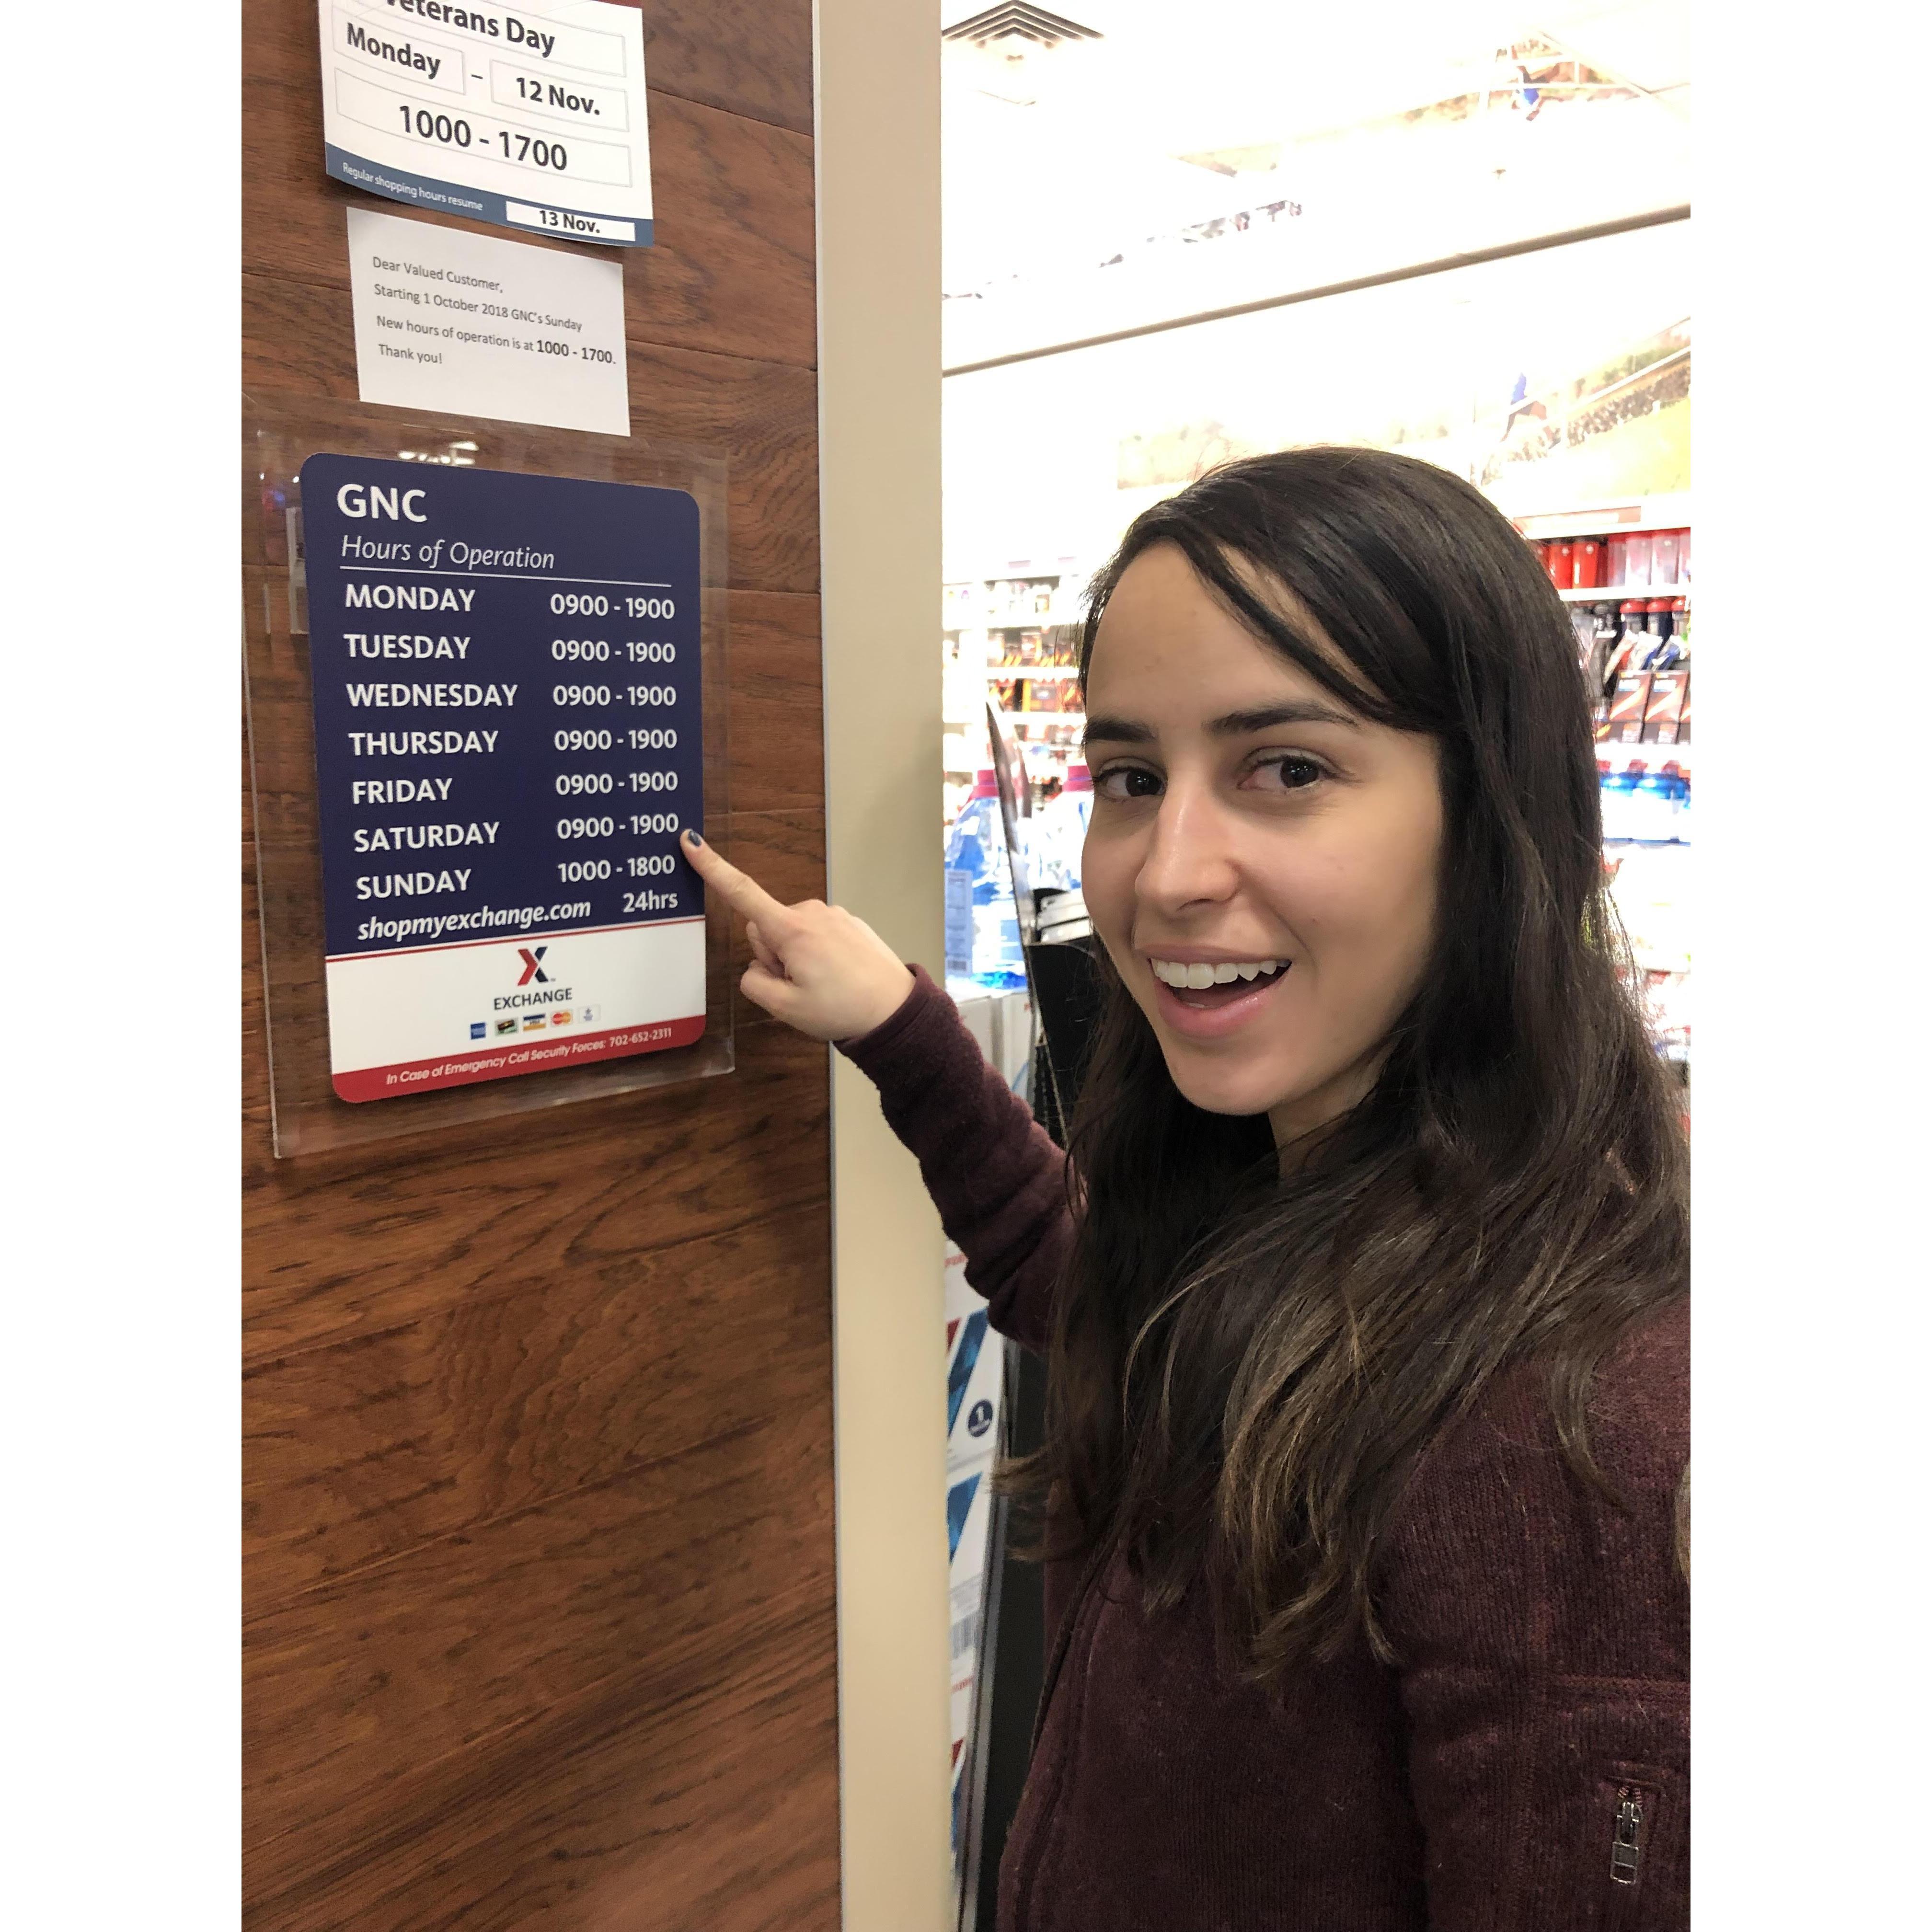 Veterans Day
Monday - 12 Nov.
1000 - 1700
Regular shopping hours resume 13 Nov.
Dear Valued Customer,
Starting 1 October 2018 GNC's Sunday
New hours of operation is at 1000 - 1700.
Thank you!
GNC
Hours of Operation
MONDAY 0900 - 1900
TUESDAY 0900 - 1900
WEDNESDAY 0900 - 1900
THURSDAY 0900 - 1900
FRIDAY 0900 - 1900
SATURDAY 0900 - 1900
SUNDAY 1000 - 1800
shopmyexchange.com 24hrs
X
EXCHANGE
In Case of Emergency Call Security Forces: 702-652-2311
1